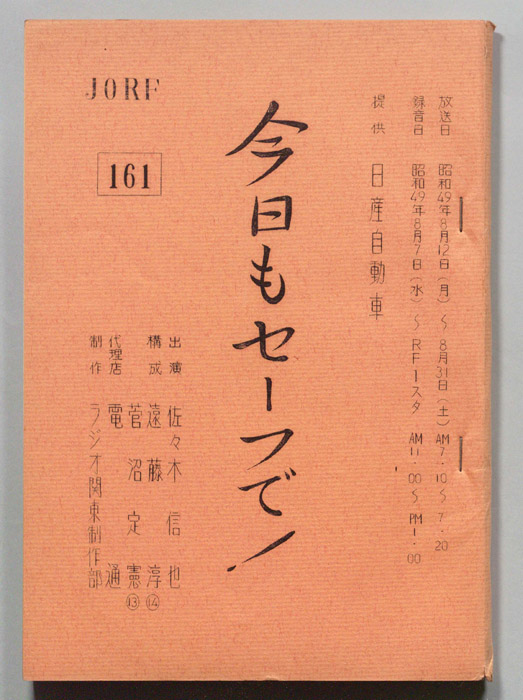 放送日 昭和49年8月12日(月)〜8月31日(土) AM7:10〜7:20
録音日 昭和49年8月7日(水)〜RF1スタ AM11:00〜PM1:00
提供 日産自動車
今日もセーフで!
出演 佐々木信也
構成 遠藤淳⑭
菅沼定憲⑬
代理店 電通
制作 ラジオ関東制作部
JORF
161